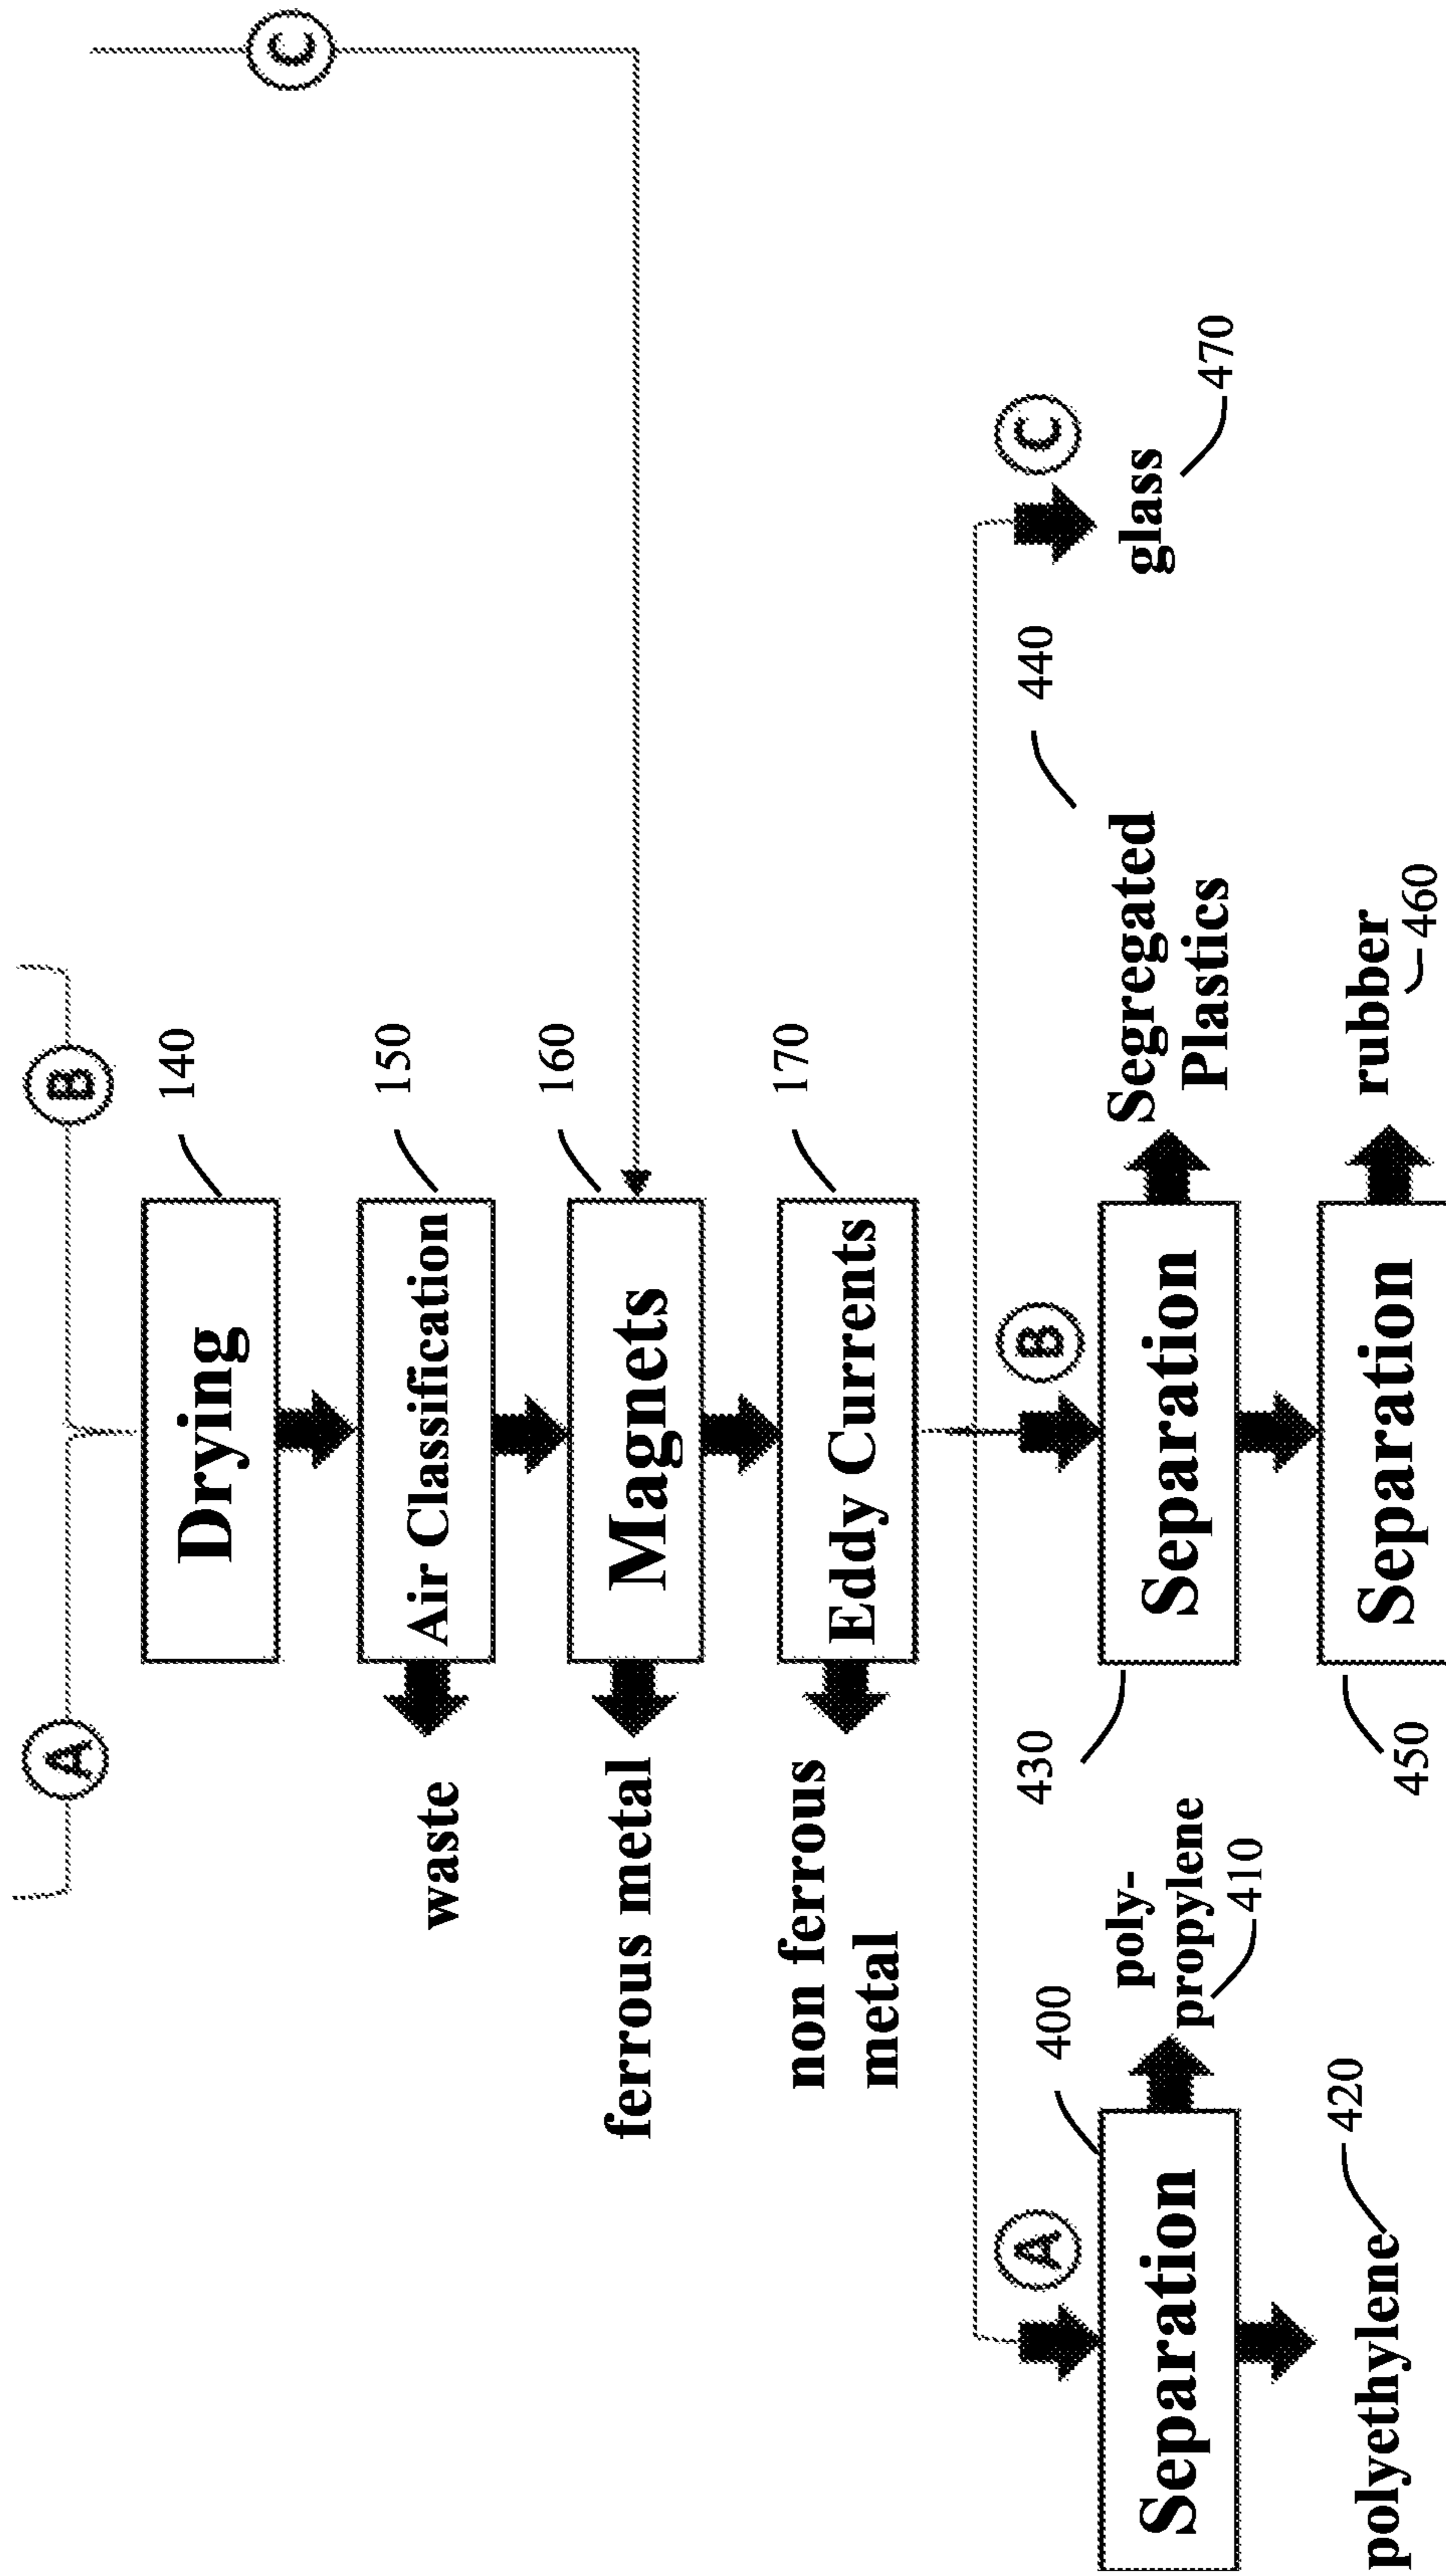 A
B
C
Drying
140
Air Classification
150
waste
Magnets
160
ferrous metal
Eddy Currents
170
non ferrous
metal
A
B
C
Separation
400
poly-
propylene
410
polyethylene
420
Separation
430
Segregated
Plastics
440
glass
470
Separation
450
rubber
460